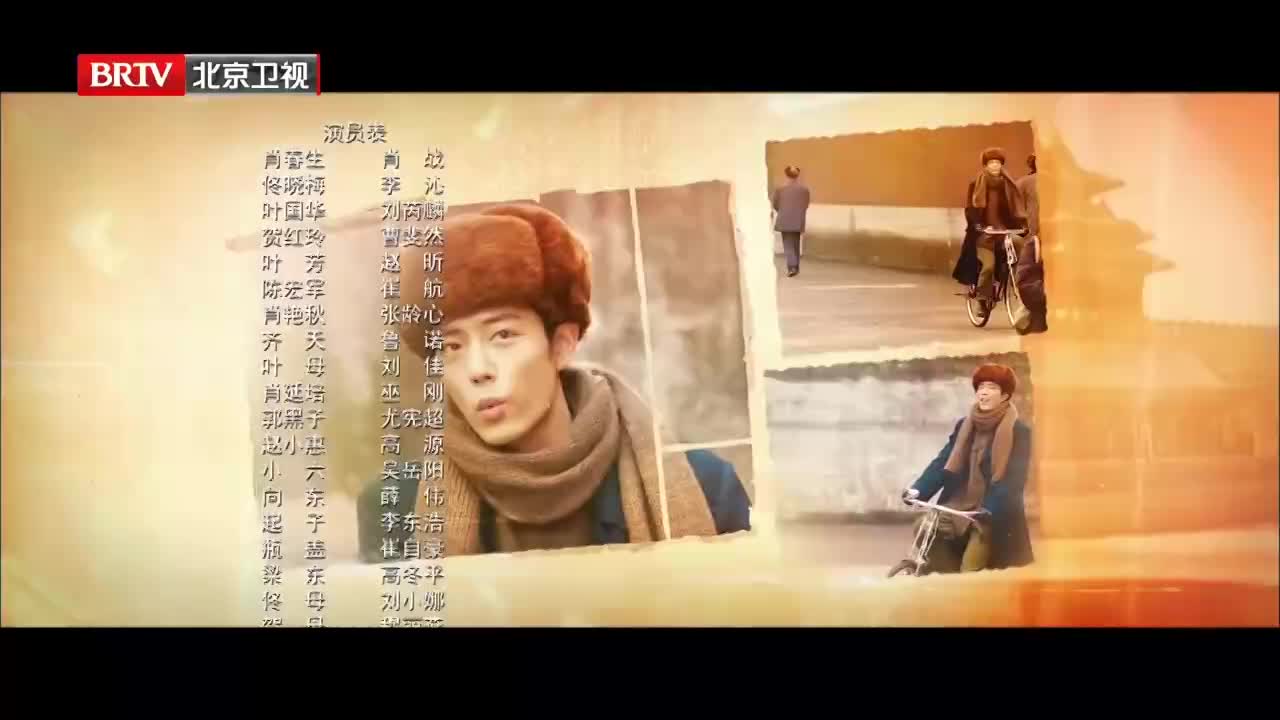 BRTV 北京卫视
演员表
肖春生 肖 战
佟晓梅 李 沁
叶国华 刘芮麟
贺红玲 曹斐然
叶 芳 赵 昕
陈宏军 崔 航
肖艳秋 张龄心
齐 天 鲁 诺
叶 母 刘 佳
肖延培 巫 刚
郭黑子 尤宪超
赵小惠 高 源
小 六 吴岳阳
向 东 薛 伟
起 子 李东浩
瓶 盖 崔自豪
梁 东 高冬平
佟 母 刘小娜
贺 母